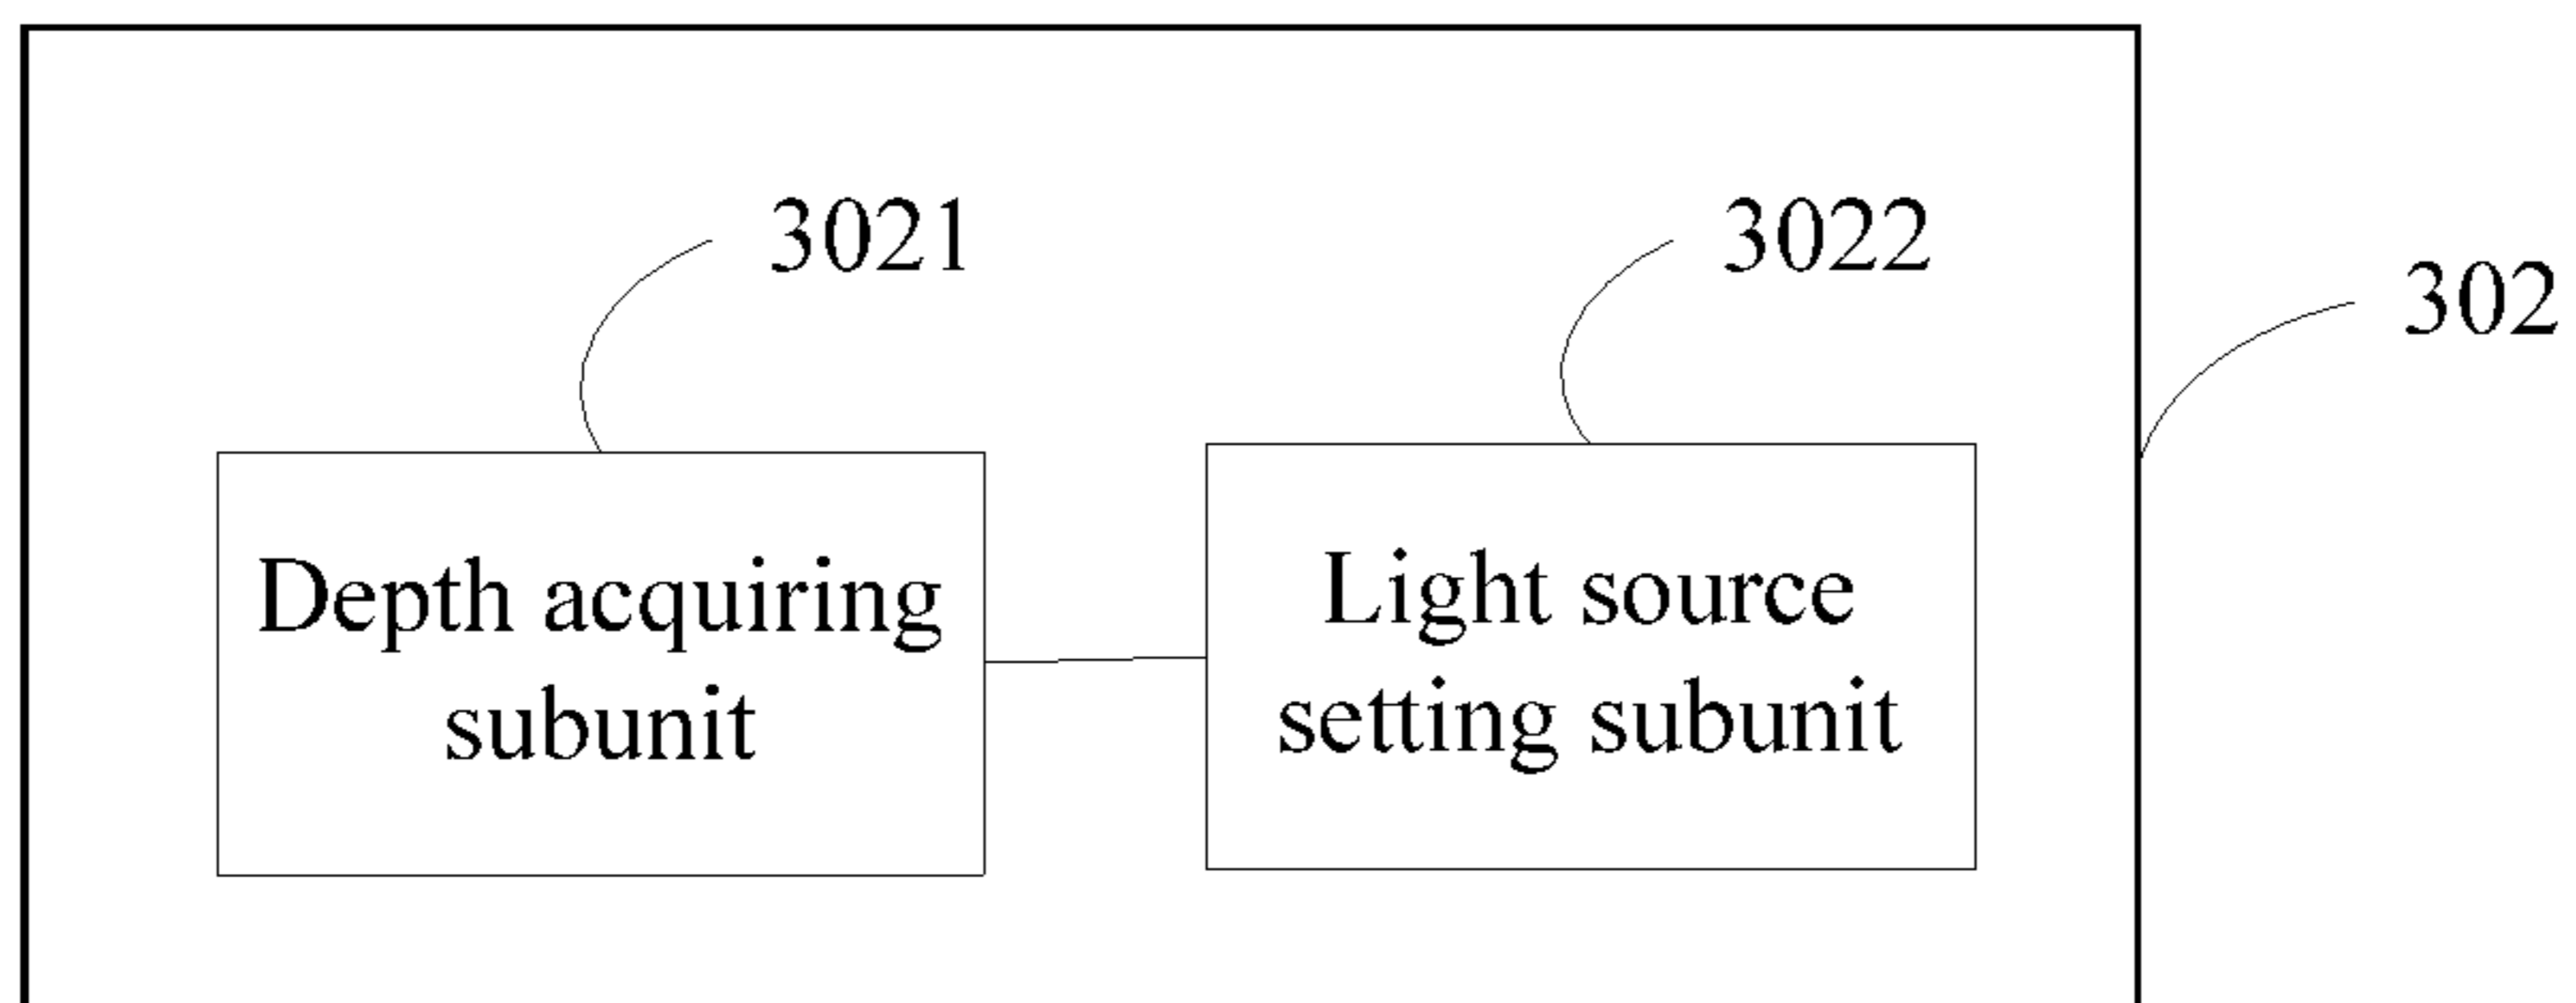 3021
3022
302
Depth acquiring
subunit
Light source
setting subunit